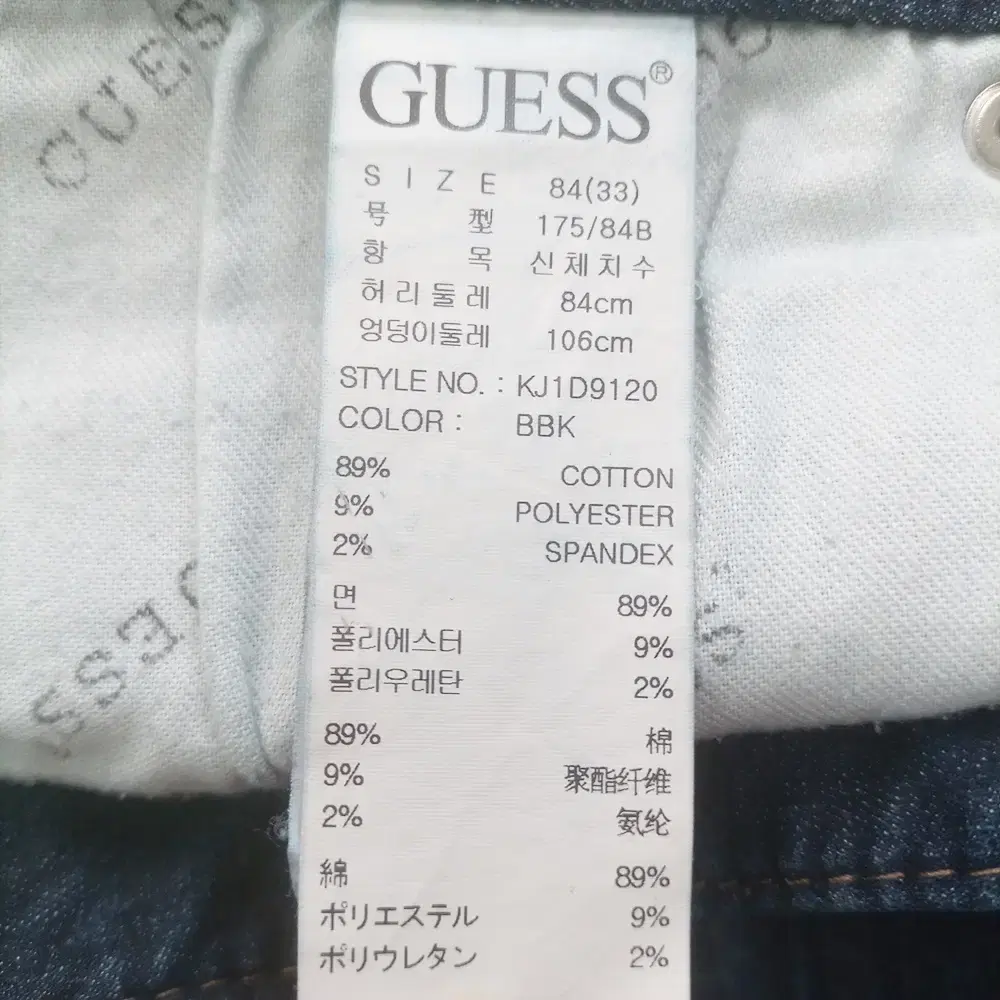 GUESS®
SIZE 84(33)
号 型 175/84B
항 목 신체치수
허리둘레 84cm
엉덩이둘레 106cm
STYLE NO. : KJ1D9120
COLOR : BBK
89% COTTON
9% POLYESTER
2% SPANDEX
면 89%
폴리에스터 9%
폴리우레탄 2%
89% 棉
9% 聚酯纤维
2% 氨纶
綿 89%
ポリエステル 9%
ポリウレタン 2%
GUES
ESS